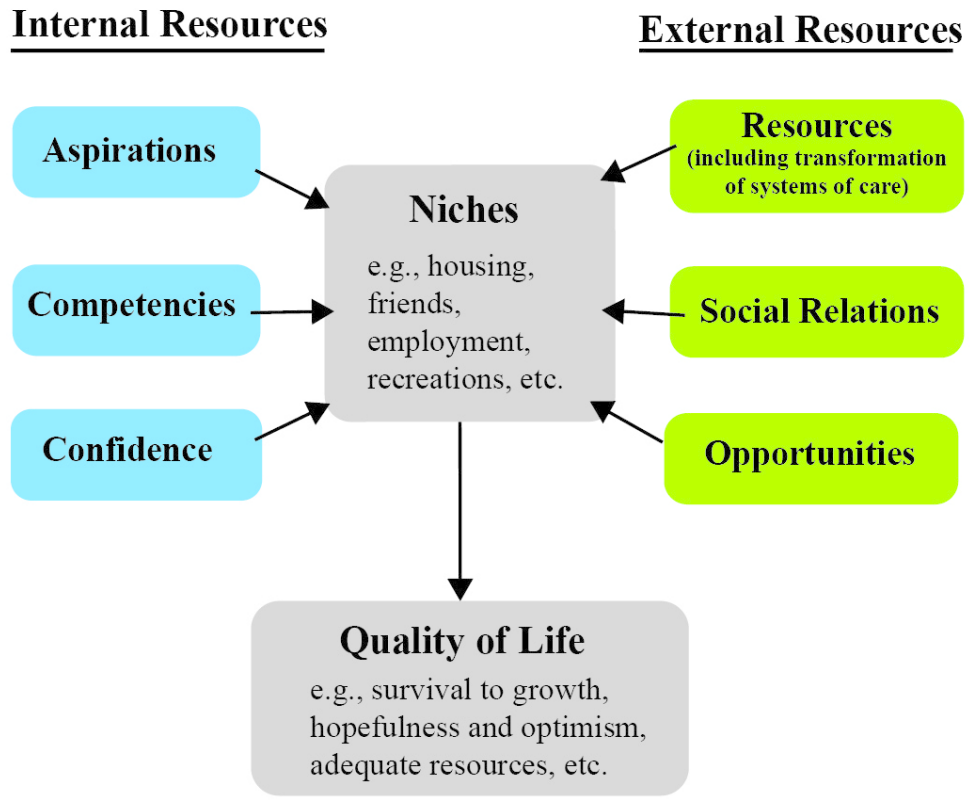 Internal Resources
External Resources
Aspirations
Competencies
Confidence
Niches
e.g., housing,
friends,
employment,
recreations, etc.
Resources
(including transformation
of systems of care)
Social Relations
Opportunities
Quality of Life
e.g., survival to growth,
hopefulness and optimism,
adequate resources, etc.